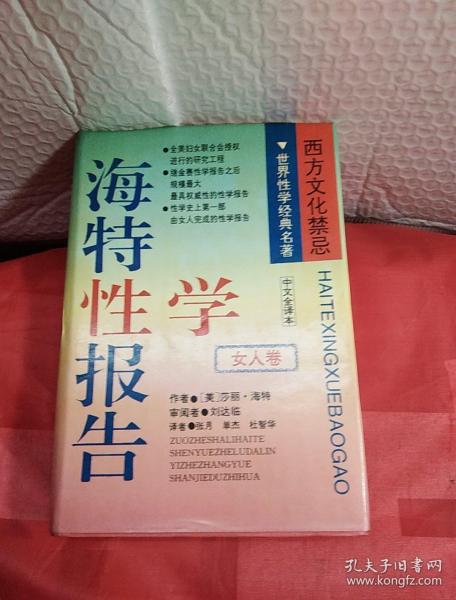 西方文化禁忌
▼世界性学经典名著
中文全译本
HAITEXINGXUEBAOGAO
●全美妇女联合会授权
进行的研究工程
●继金赛性学报告之后
规模最大
最具权威性的性学报告
●性学史上第一部
由女人完成的性学报告
海特性学报告
女人卷
作者●［美］莎丽·海特
审阅者●刘达临
译者●张月 单杰 杜智华
ZUOZHESHALIHAITE
SHENYUEZHELUDALIN
YIZHEZHANGYUE
SHANJIEDUZHIHUA
孔夫子旧书网
www.kongfz.com